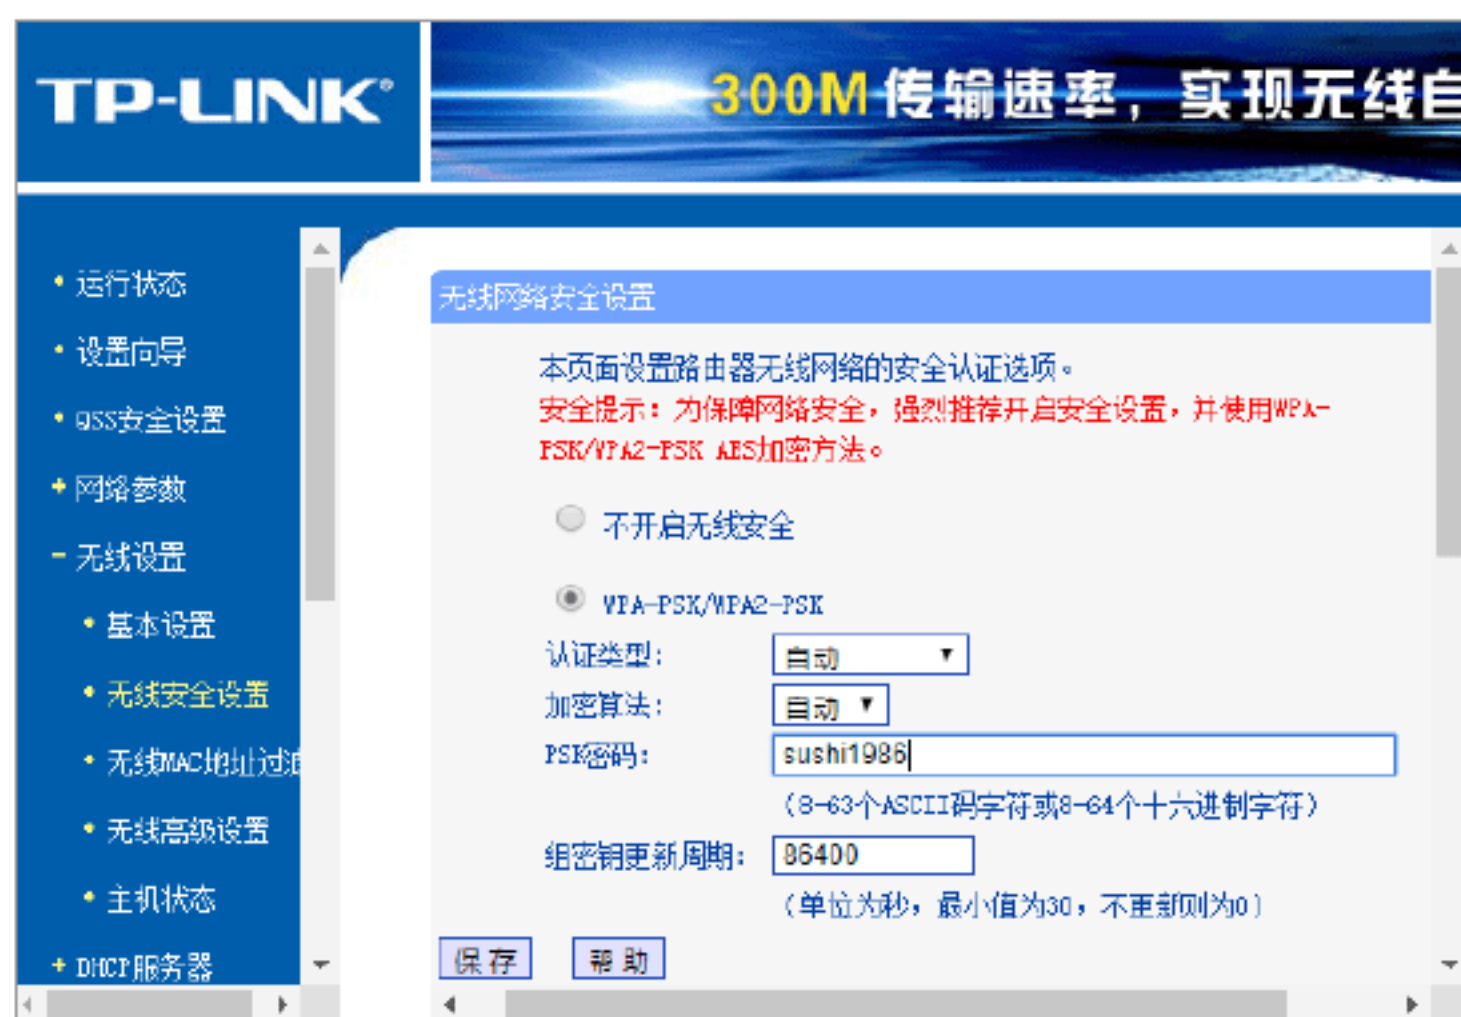 TP-LINK®
300M 传输速率，实现无线自
运行状态
设置向导
QSS安全设置
网络参数
无线设置
基本设置
无线安全设置
无线MAC地址过滤
无线高级设置
主机状态
DHCP服务器
无线网络安全设置
本页面设置路由器无线网络的安全认证选项。
安全提示：为保障网络安全，强烈推荐开启安全设置，并使用WPA-
PSK/WPA2-PSK AES加密方法。
不开启无线安全
WPA-PSK/WPA2-PSK
认证类型： 自动
加密算法： 自动
PSK密码： sushi1986
（8-63个ASCII码字符或8-64个十六进制字符）
组密钥更新周期： 86400
（单位为秒，最小值为30，不更新则为0）
保存 帮助